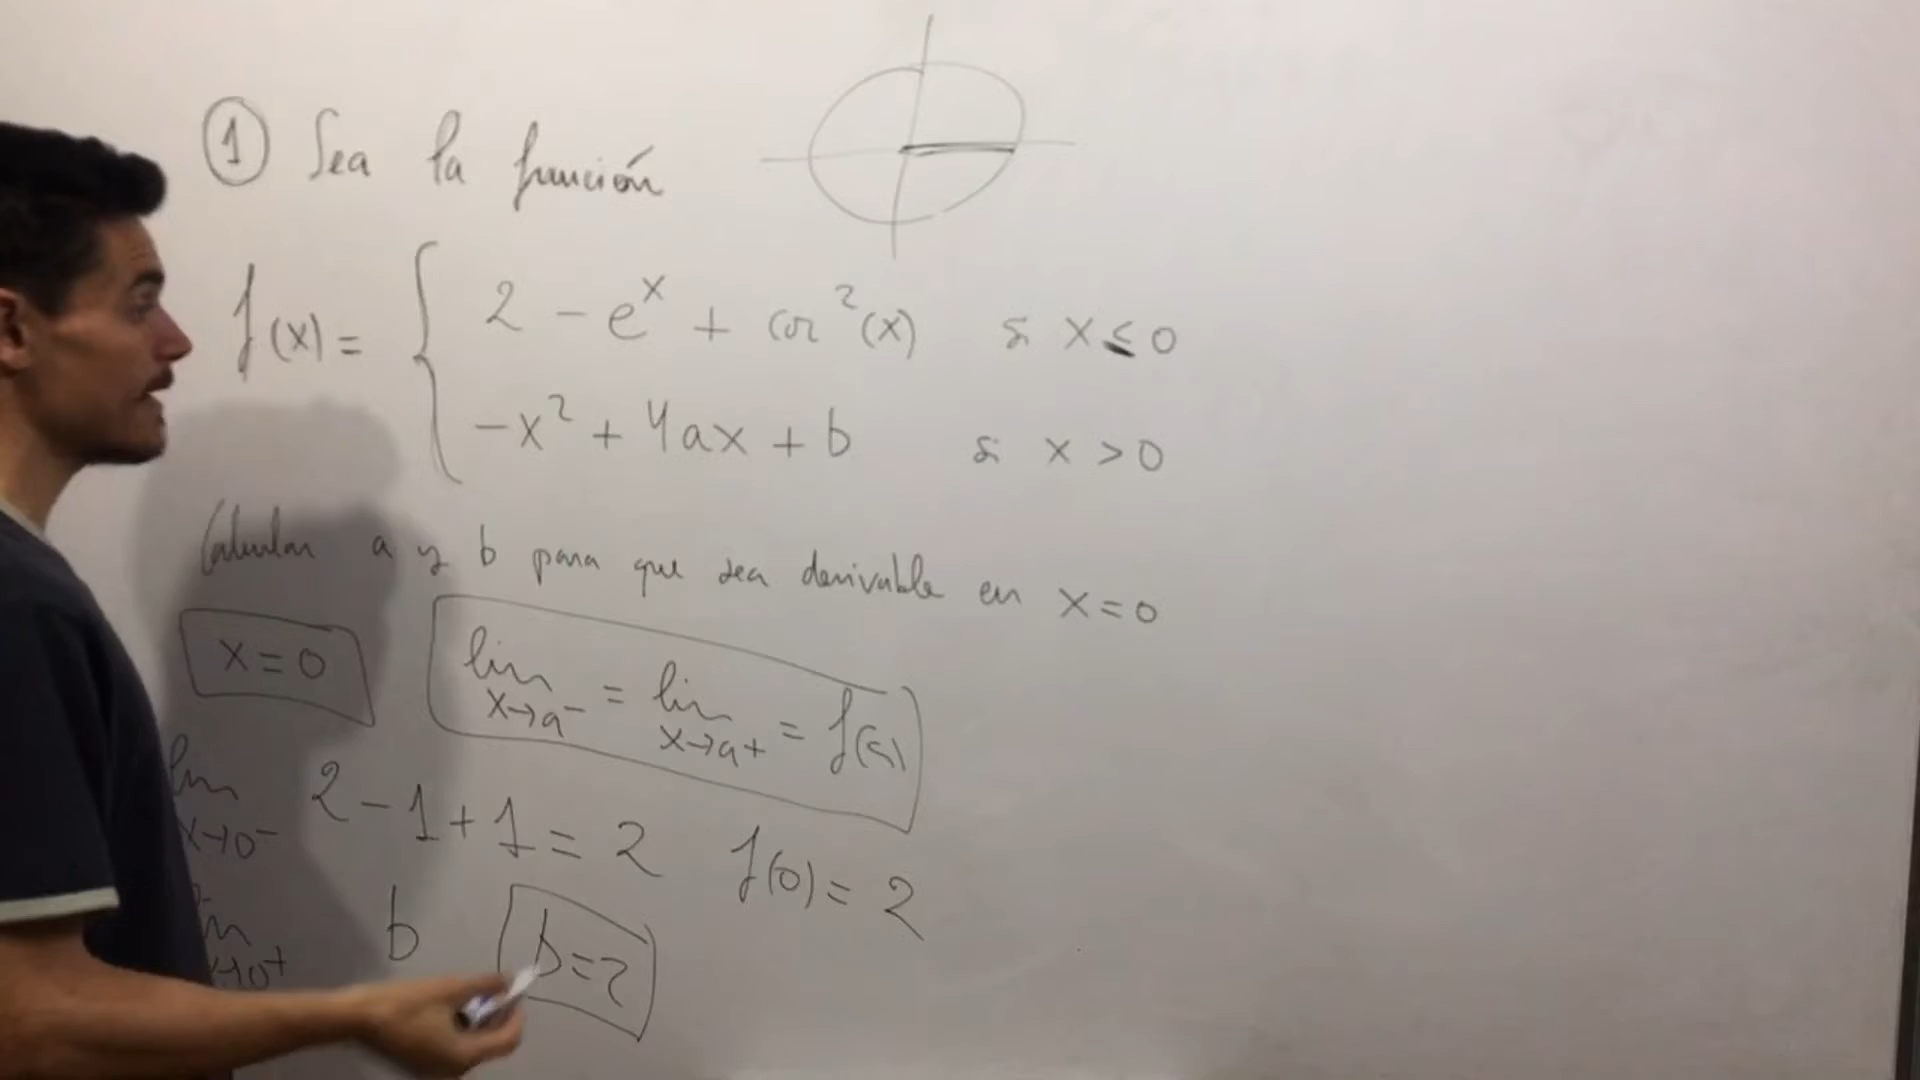 ① Sea la función
f(x) = { 2 - e^x + cos²(x) si x ≤ 0
-x² + 4ax + b si x > 0
Calcular a y b para que sea derivable en x = 0
x = 0
lim x→a⁻ = lim x→a⁺ = f(a)
lim x→0⁻ 2 - 1 + 1 = 2 f(0) = 2
x→0⁺ b b = 2